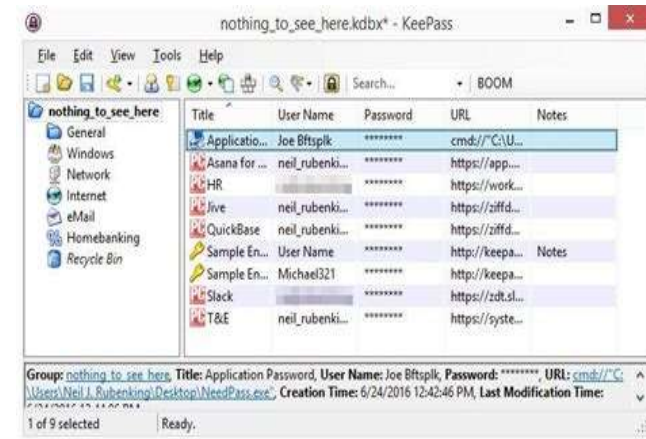 nothing_to_see_here.kdbx* - KeePass
File Edit View Tools Help
Search... BOOM
nothing_to_see_here
General
Windows
Network
Internet
eMail
Homebanking
Recycle Bin
Title User Name Password URL Notes
Applicatio... Joe Bftsplk ******** cmd://"C:\U...
Asana for ... neil_rubenki... ******** https://app....
HR ******** https://work...
Jive neil_rubenki... ******** https://ziffd...
QuickBase neil_rubenki... ******** https://ziffd...
Sample En... User Name ******** http://keepa... Notes
Sample En... Michael321 ******** http://keepa...
Slack ******** https://zdt.sl...
T&E neil_rubenki... ******** https://syste...
Group: nothing_to_see_here, Title: Application Password, User Name: Joe Bftsplk, Password: ********, URL: cmd://"C:
\Users\Neil J. Rubenking\Desktop\NeedPass.exe", Creation Time: 6/24/2016 12:42:46 PM, Last Modification Time:
1 of 9 selected Ready.